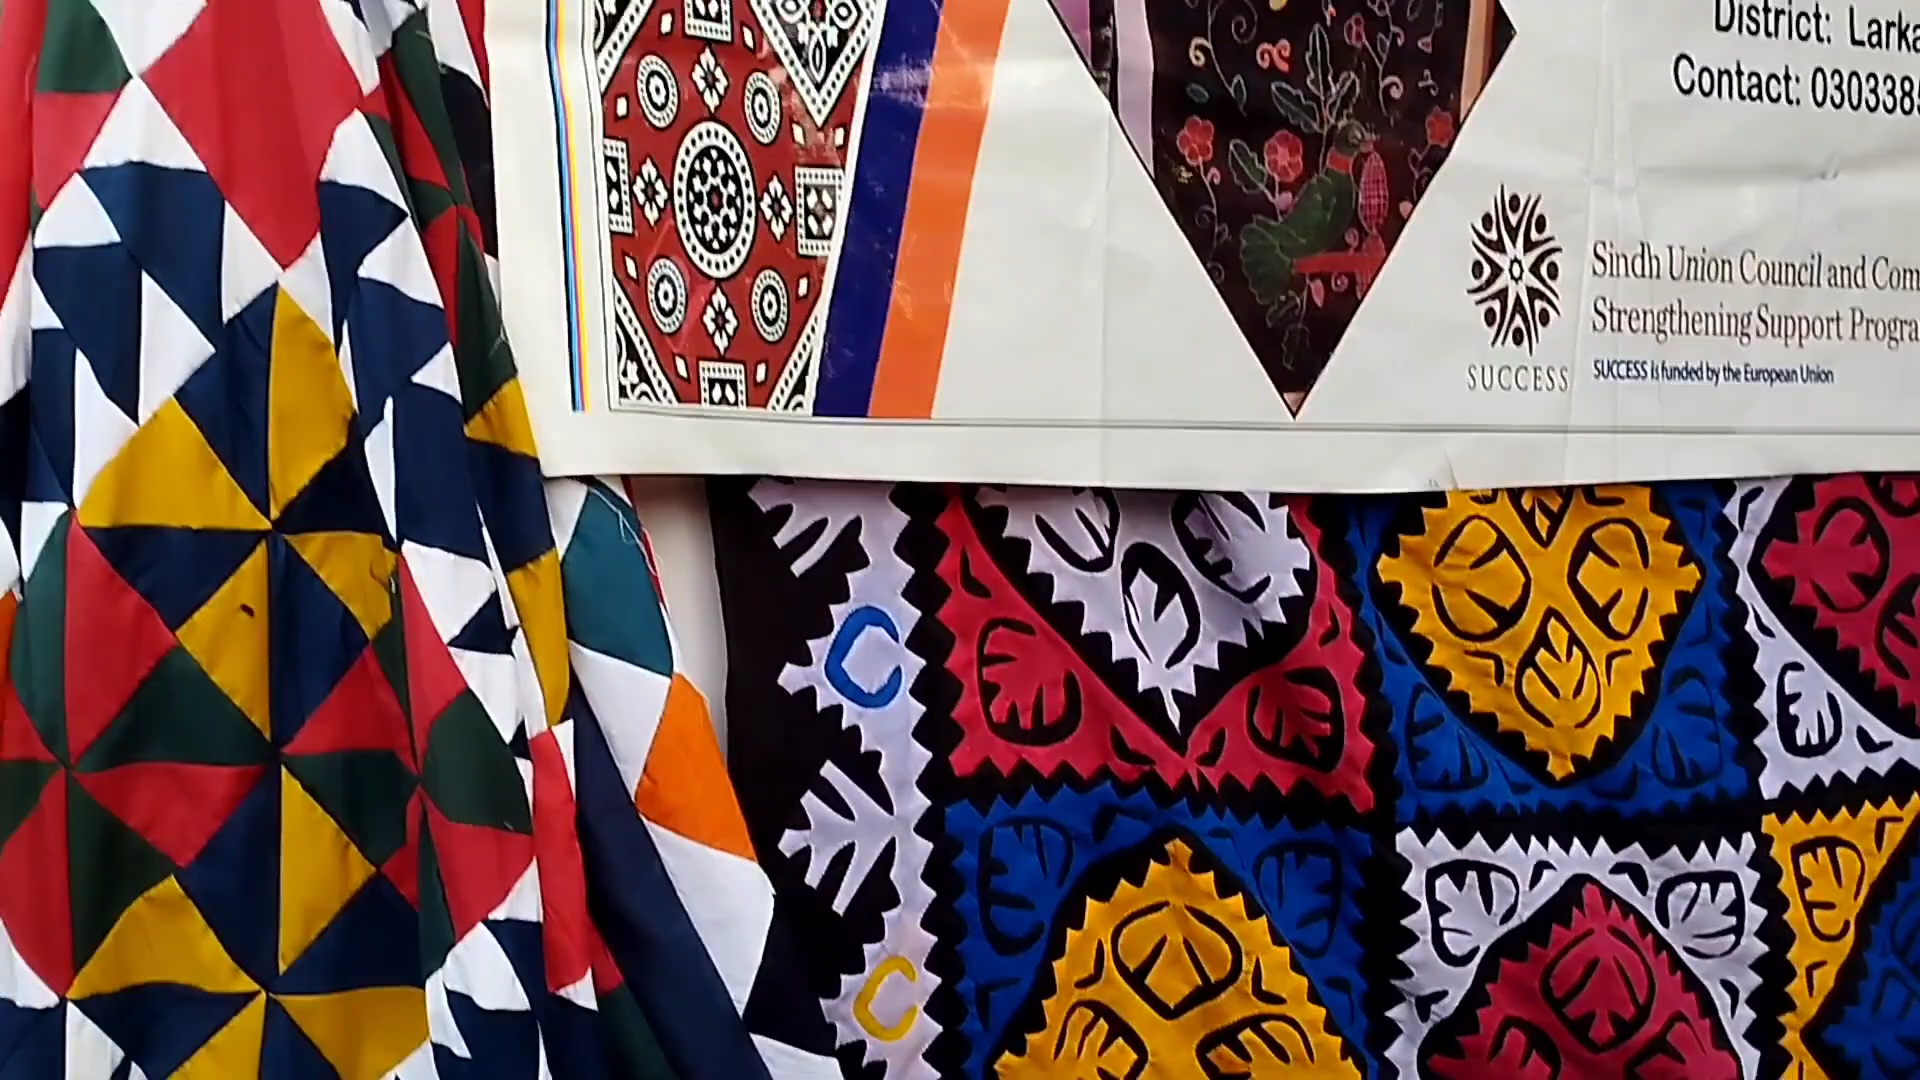 District: Larka
Contact: 030338
SUCCESS
Sindh Union Council and Com
Strengthening Support Progra
SUCCESS is funded by the European Union